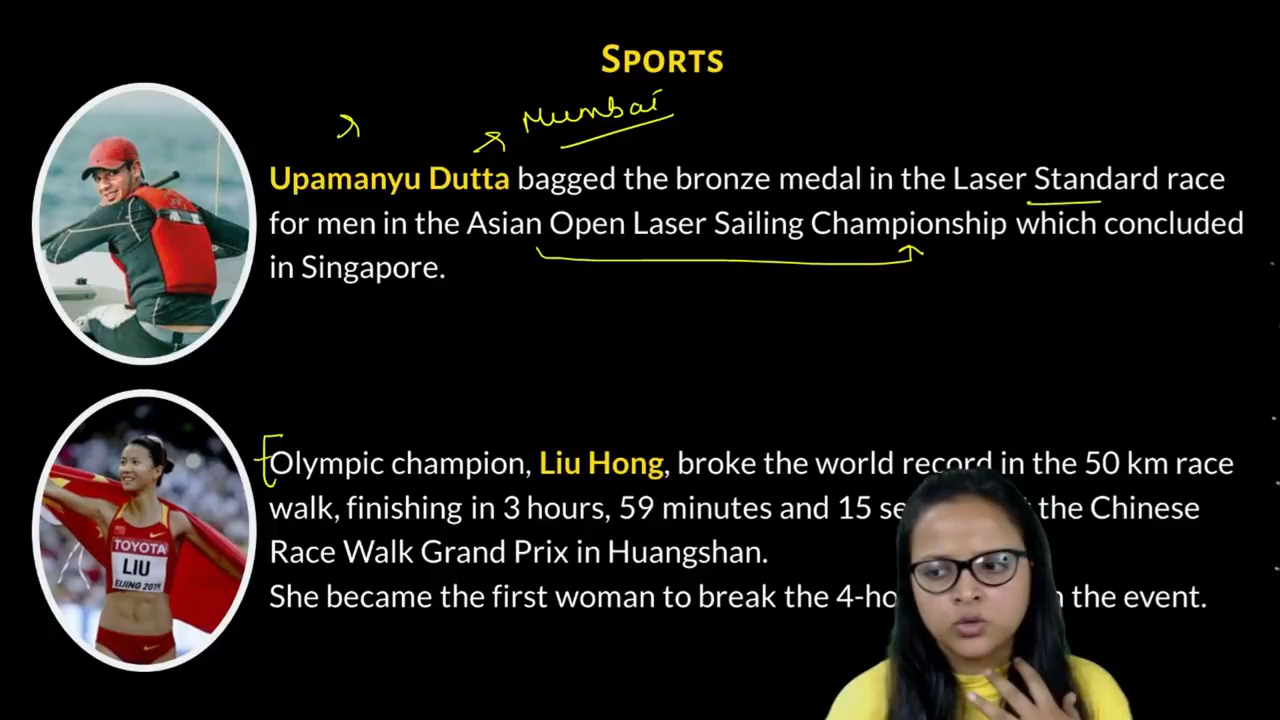 SPORTS
Mumbai
Upamanyu Dutta bagged the bronze medal in the Laser Standard race
for men in the Asian Open Laser Sailing Championship which concluded
in Singapore.
Olympic champion, Liu Hong, broke the world record in the 50 km race
walk, finishing in 3 hours, 59 minutes and 15 the Chinese
Race Walk Grand Prix in Huangshan.
She became the first woman to break the the event.
TOYOTA
LIU
EIJING 2015